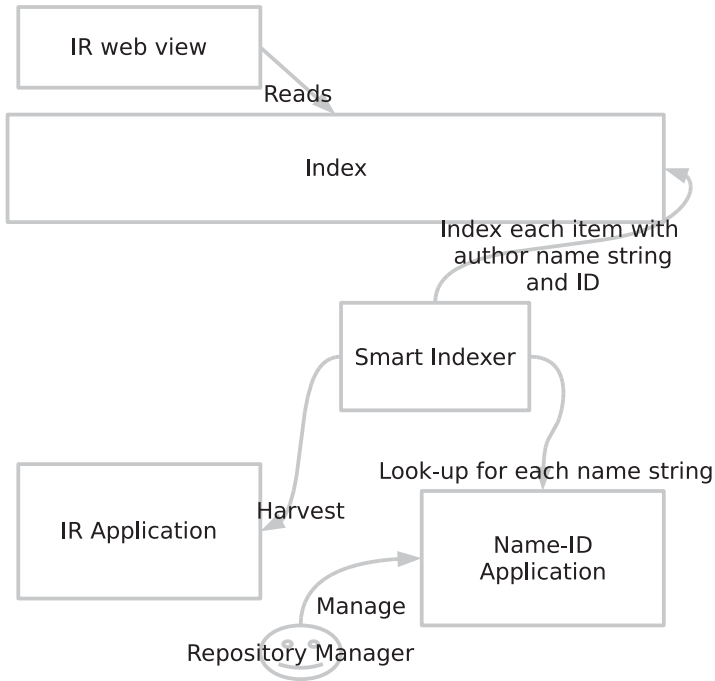 IR web view
Reads
Index
Index each item with
author name string
and ID
Smart Indexer
Look-up for each name string
Harvest
IR Application
Name-ID
Application
Manage
Repository Manager